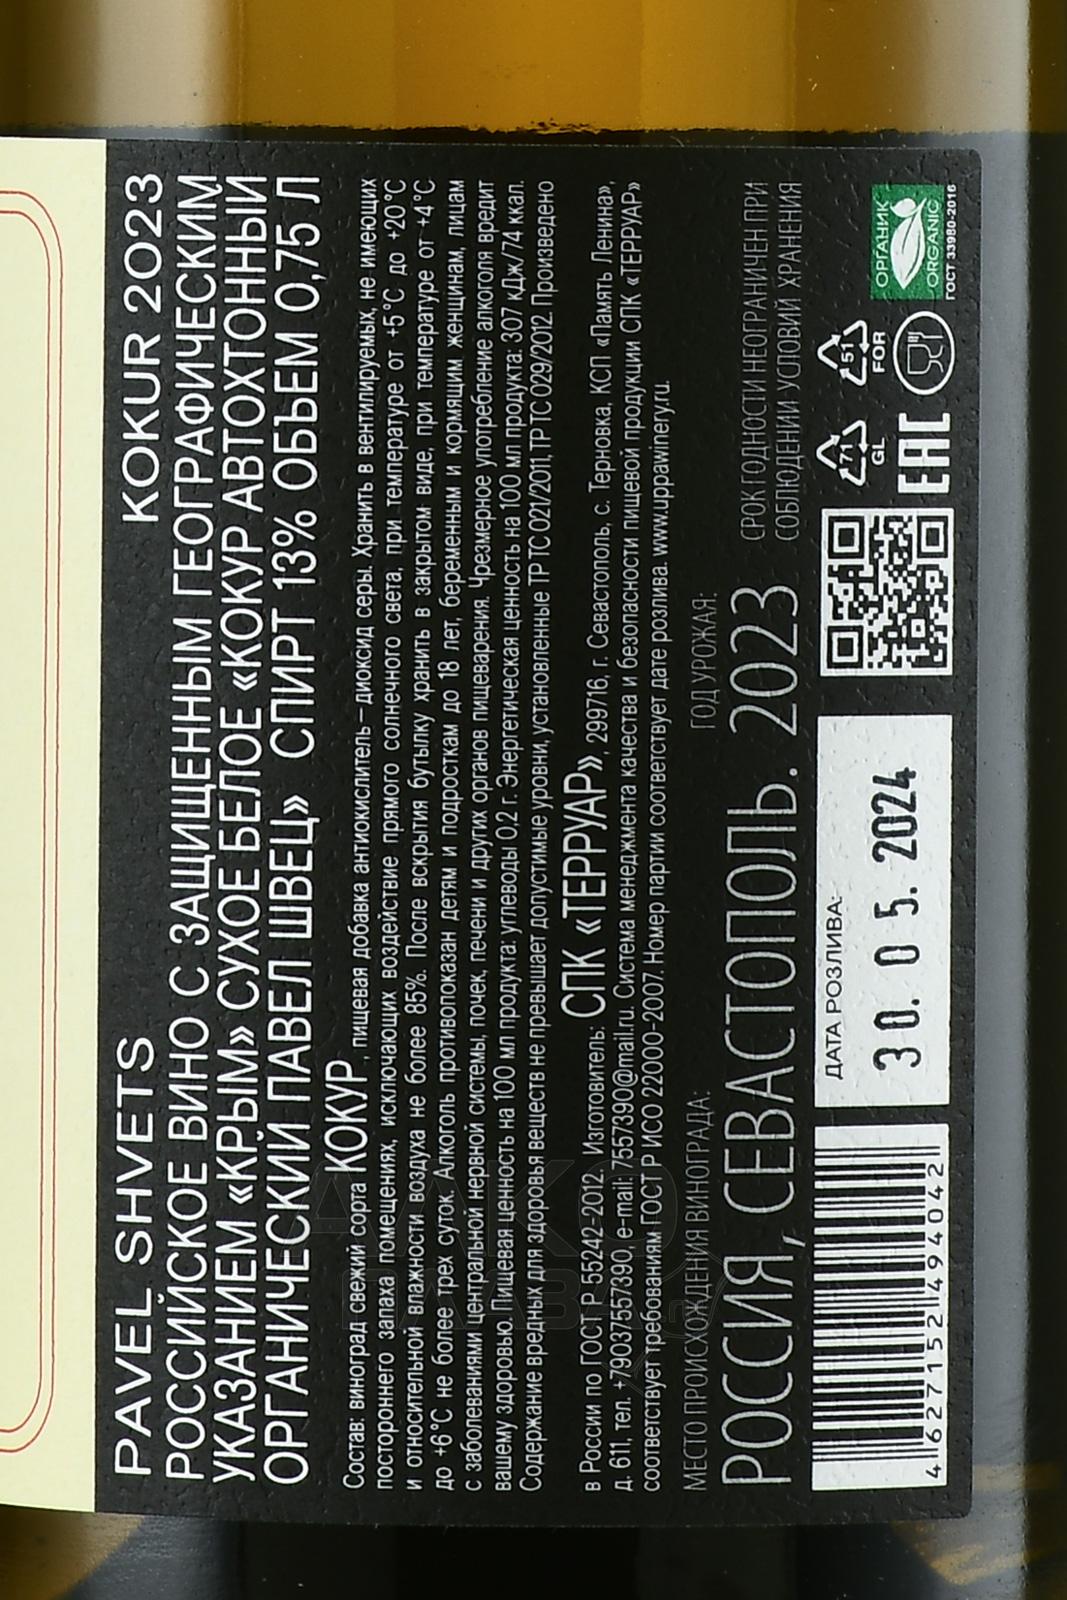 PAVEL SHVETS KOKUR 2023
РОССИЙСКОЕ ВИНО С ЗАЩИЩЕННЫМ ГЕОГРАФИЧЕСКИМ
УКАЗАНИЕМ «КРЫМ» СУХОЕ БЕЛОЕ «КОКУР АВТОХТОННЫЙ
ОРГАНИЧЕСКИЙ ПАВЕЛ ШВЕЦ» СПИРТ 13% ОБЪЕМ 0,75 Л
Состав: виноград свежий сорта КОКУР, пищевая добавка антиокислитель – диоксид серы. Хранить в вентилируемых, не имеющих
постороннего запаха помещениях, исключающих воздействие прямого солнечного света, при температуре от +5°С до +20°С
и относительной влажности воздуха не более 85%. После вскрытия бутылку хранить в закрытом виде, при температуре от +4°С
до +6°С не более трех суток. Алкоголь противопоказан детям и подросткам до 18 лет, беременным и кормящим женщинам, лицам
с заболеваниями центральной нервной системы, почек, печени и других органов пищеварения. Чрезмерное употребление алкоголя вредит
вашему здоровью. Пищевая ценность на 100 мл продукта: углеводы 0,2 г. Энергетическая ценность на 100 мл продукта: 307 кДж/74 ккал.
Содержание вредных для здоровья веществ не превышает допустимые уровни, установленные ТР ТС 021/2011, ТР ТС 029/2012. Произведено
в России по ГОСТ Р 55242-2012. Изготовитель: СПК «ТЕРРУАР», 299716, г. Севастополь, с. Терновка, КСП «Память Ленина»,
д. 611, тел. +79037557390, e-mail: 7557390@mail.ru. Система менеджмента качества и безопасности пищевой продукции СПК «ТЕРРУАР»
соответствует требованиям ГОСТ Р ИСО 22000-2007. Номер партии соответствует дате розлива. www.uppawinery.ru.
МЕСТО ПРОИСХОЖДЕНИЯ ВИНОГРАДА: ГОД УРОЖАЯ:
РОССИЯ, СЕВАСТОПОЛЬ. 2023
СРОК ГОДНОСТИ НЕОГРАНИЧЕН ПРИ
СОБЛЮДЕНИИ УСЛОВИЙ ХРАНЕНИЯ
4 627152 494042
ДАТА РОЗЛИВА:
30. 05. 2024
71
GL
51
FOR
EAC
ОРГАНИК
ORGANIC
ГОСТ 33980-2016
АЛКО
ПЛАЗА